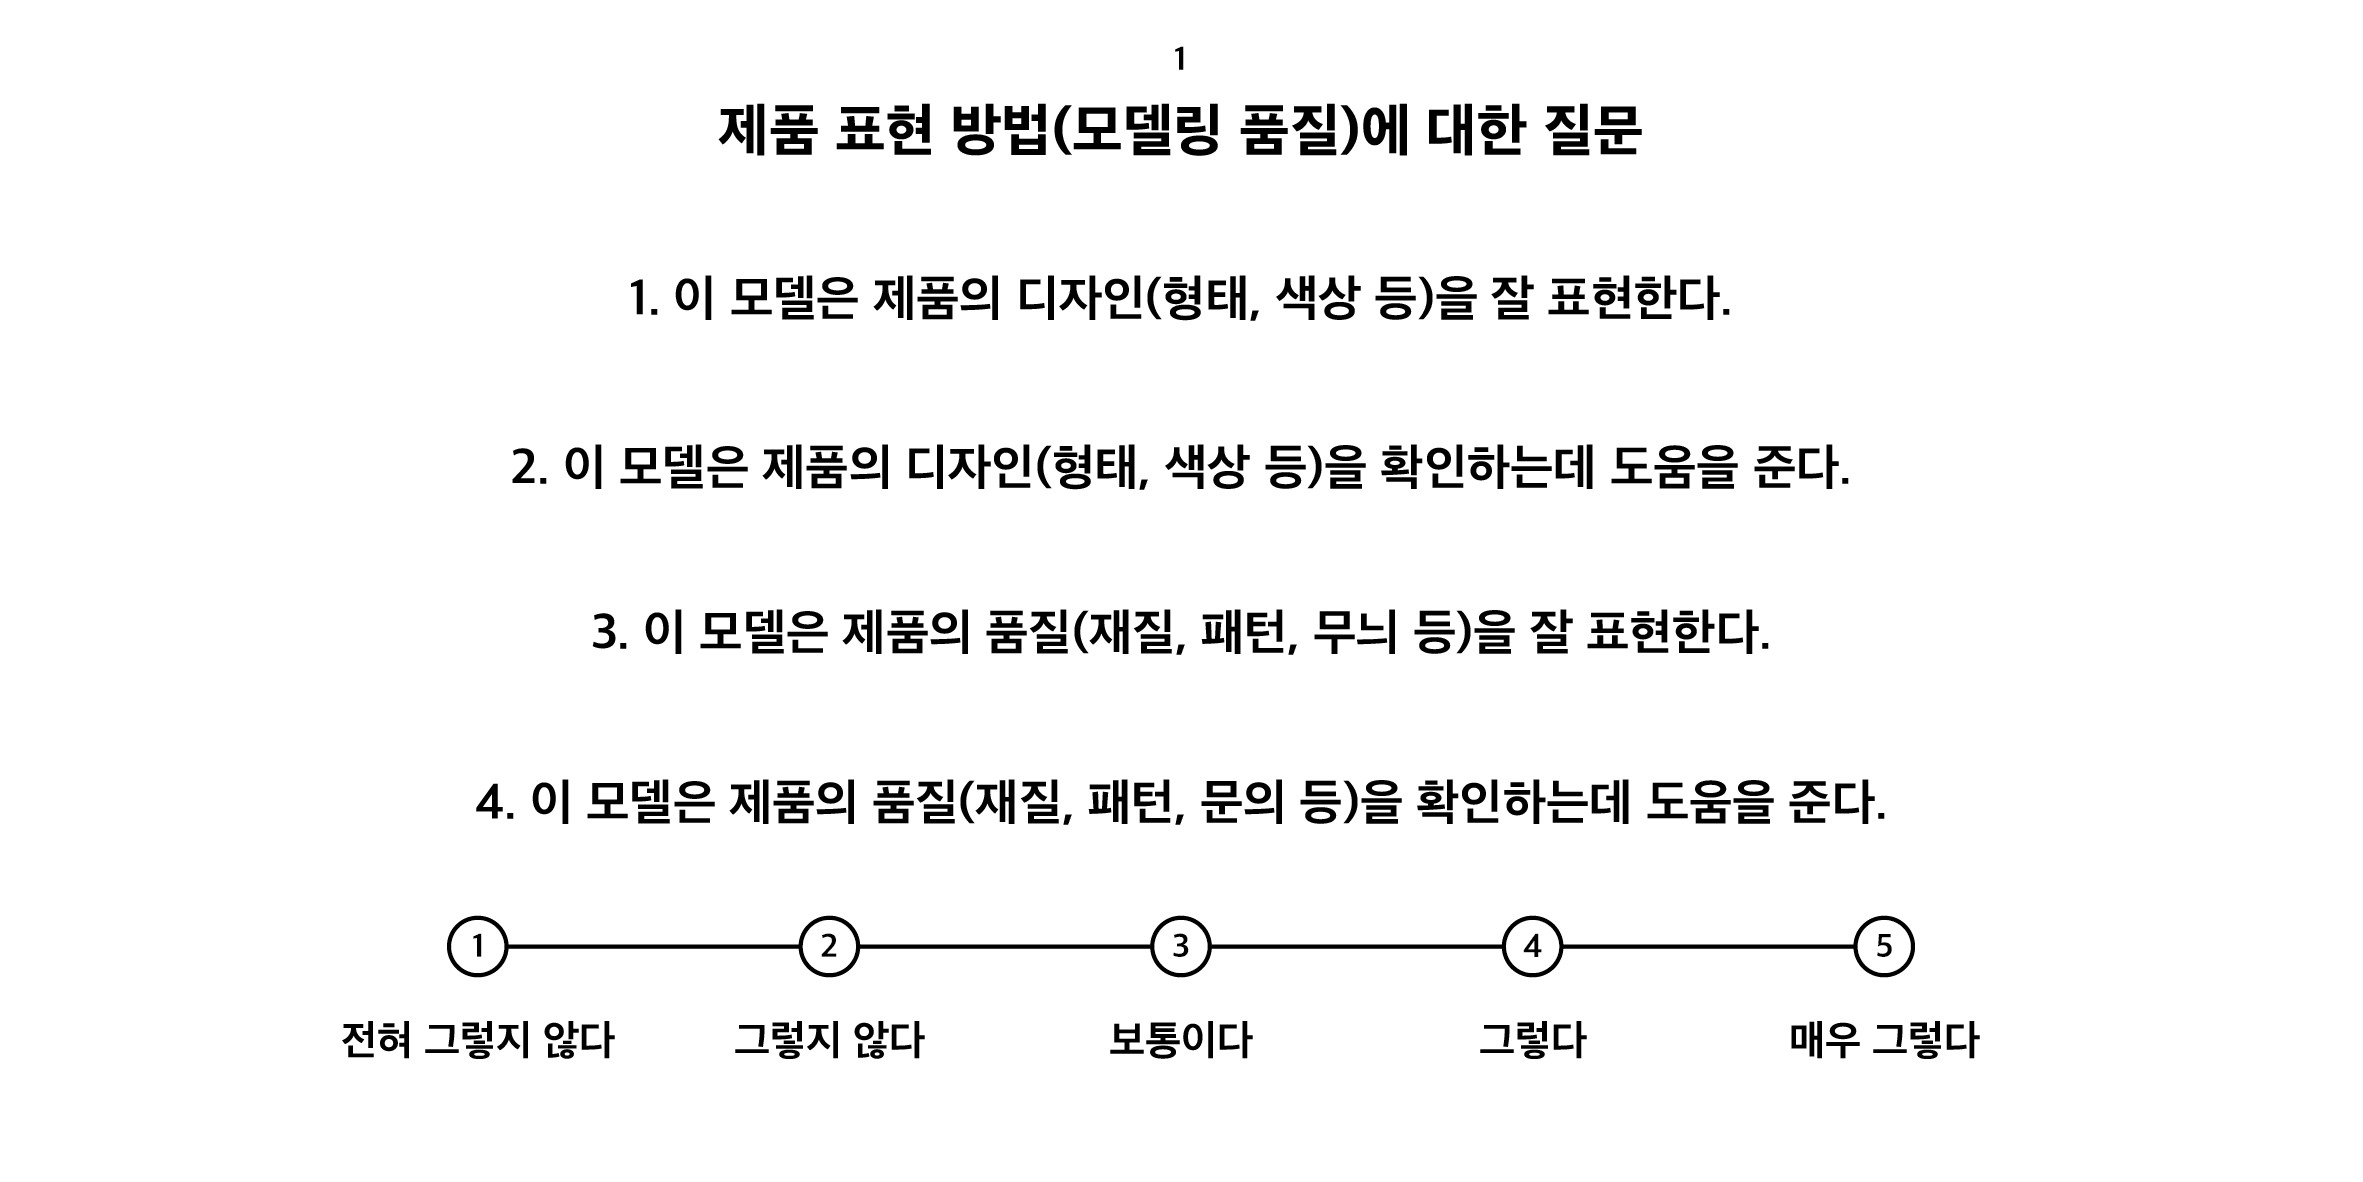 1
제품 표현 방법(모델링 품질)에 대한 질문
1. 이 모델은 제품의 디자인(형태, 색상 등)을 잘 표현한다.
2. 이 모델은 제품의 디자인(형태, 색상 등)을 확인하는데 도움을 준다.
3. 이 모델은 제품의 품질(재질, 패턴, 무늬 등)을 잘 표현한다.
4. 이 모델은 제품의 품질(재질, 패턴, 문의 등)을 확인하는데 도움을 준다.
1 2 3 4 5
전혀 그렇지 않다 그렇지 않다 보통이다 그렇다 매우 그렇다